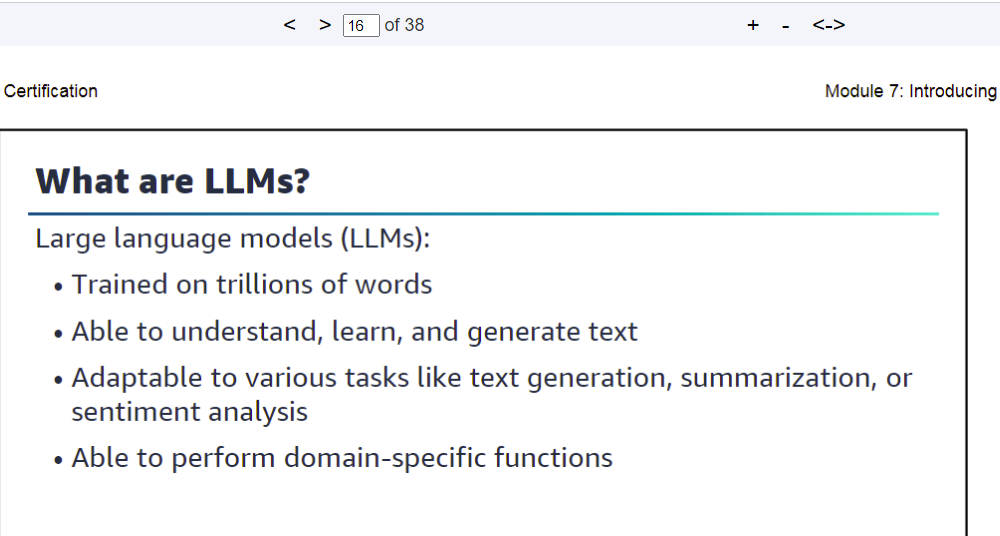 < > 16 of 38 + - <->
Certification Module 7: Introducing
What are LLMs?
Large language models (LLMs):
• Trained on trillions of words
• Able to understand, learn, and generate text
• Adaptable to various tasks like text generation, summarization, or
sentiment analysis
• Able to perform domain-specific functions